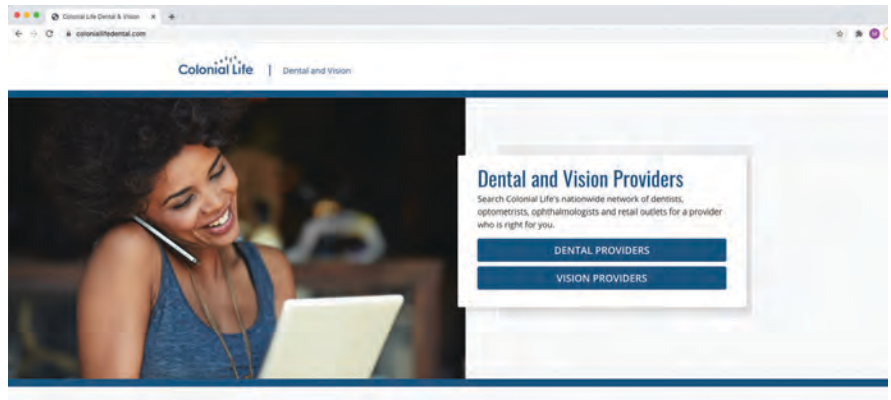 Colonial Life Dental & Vision
coloniallifedental.com
M
Colonial Life | Dental and Vision
Dental and Vision Providers
Search Colonial Life's nationwide network of dentists,
optometrists, ophthalmologists and retail outlets for a provider
who is right for you.
DENTAL PROVIDERS
VISION PROVIDERS